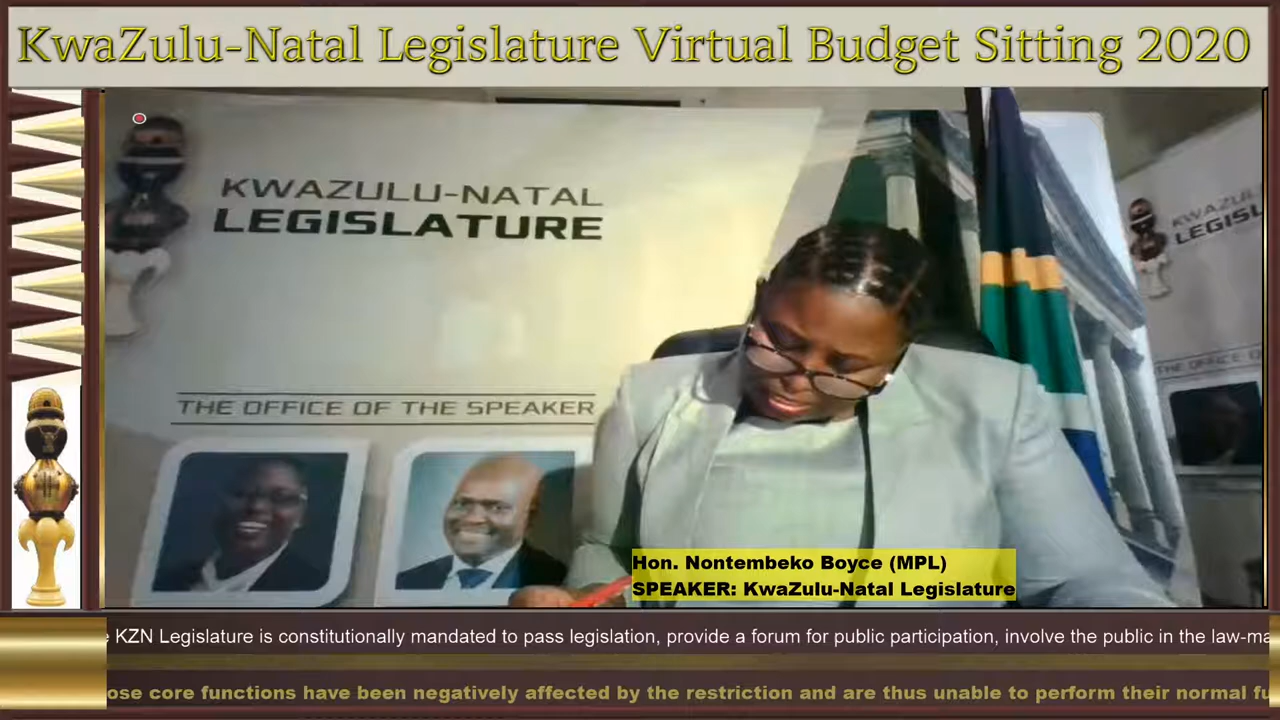 KwaZulu-Natal Legislature Virtual Budget Sitting 2020
KWAZULU-NATAL
LEGISLATURE
THE OFFICE OF THE SPEAKER
KWAZUL
LEGISL
THE OFFICE O
Hon. Nontembeko Boyce (MPL)
SPEAKER: KwaZulu-Natal Legislature
e KZN Legislature is constitutionally mandated to pass legislation, provide a forum for public participation, involve the public in the law-ma
ose core functions have been negatively affected by the restriction and are thus unable to perform their normal fu